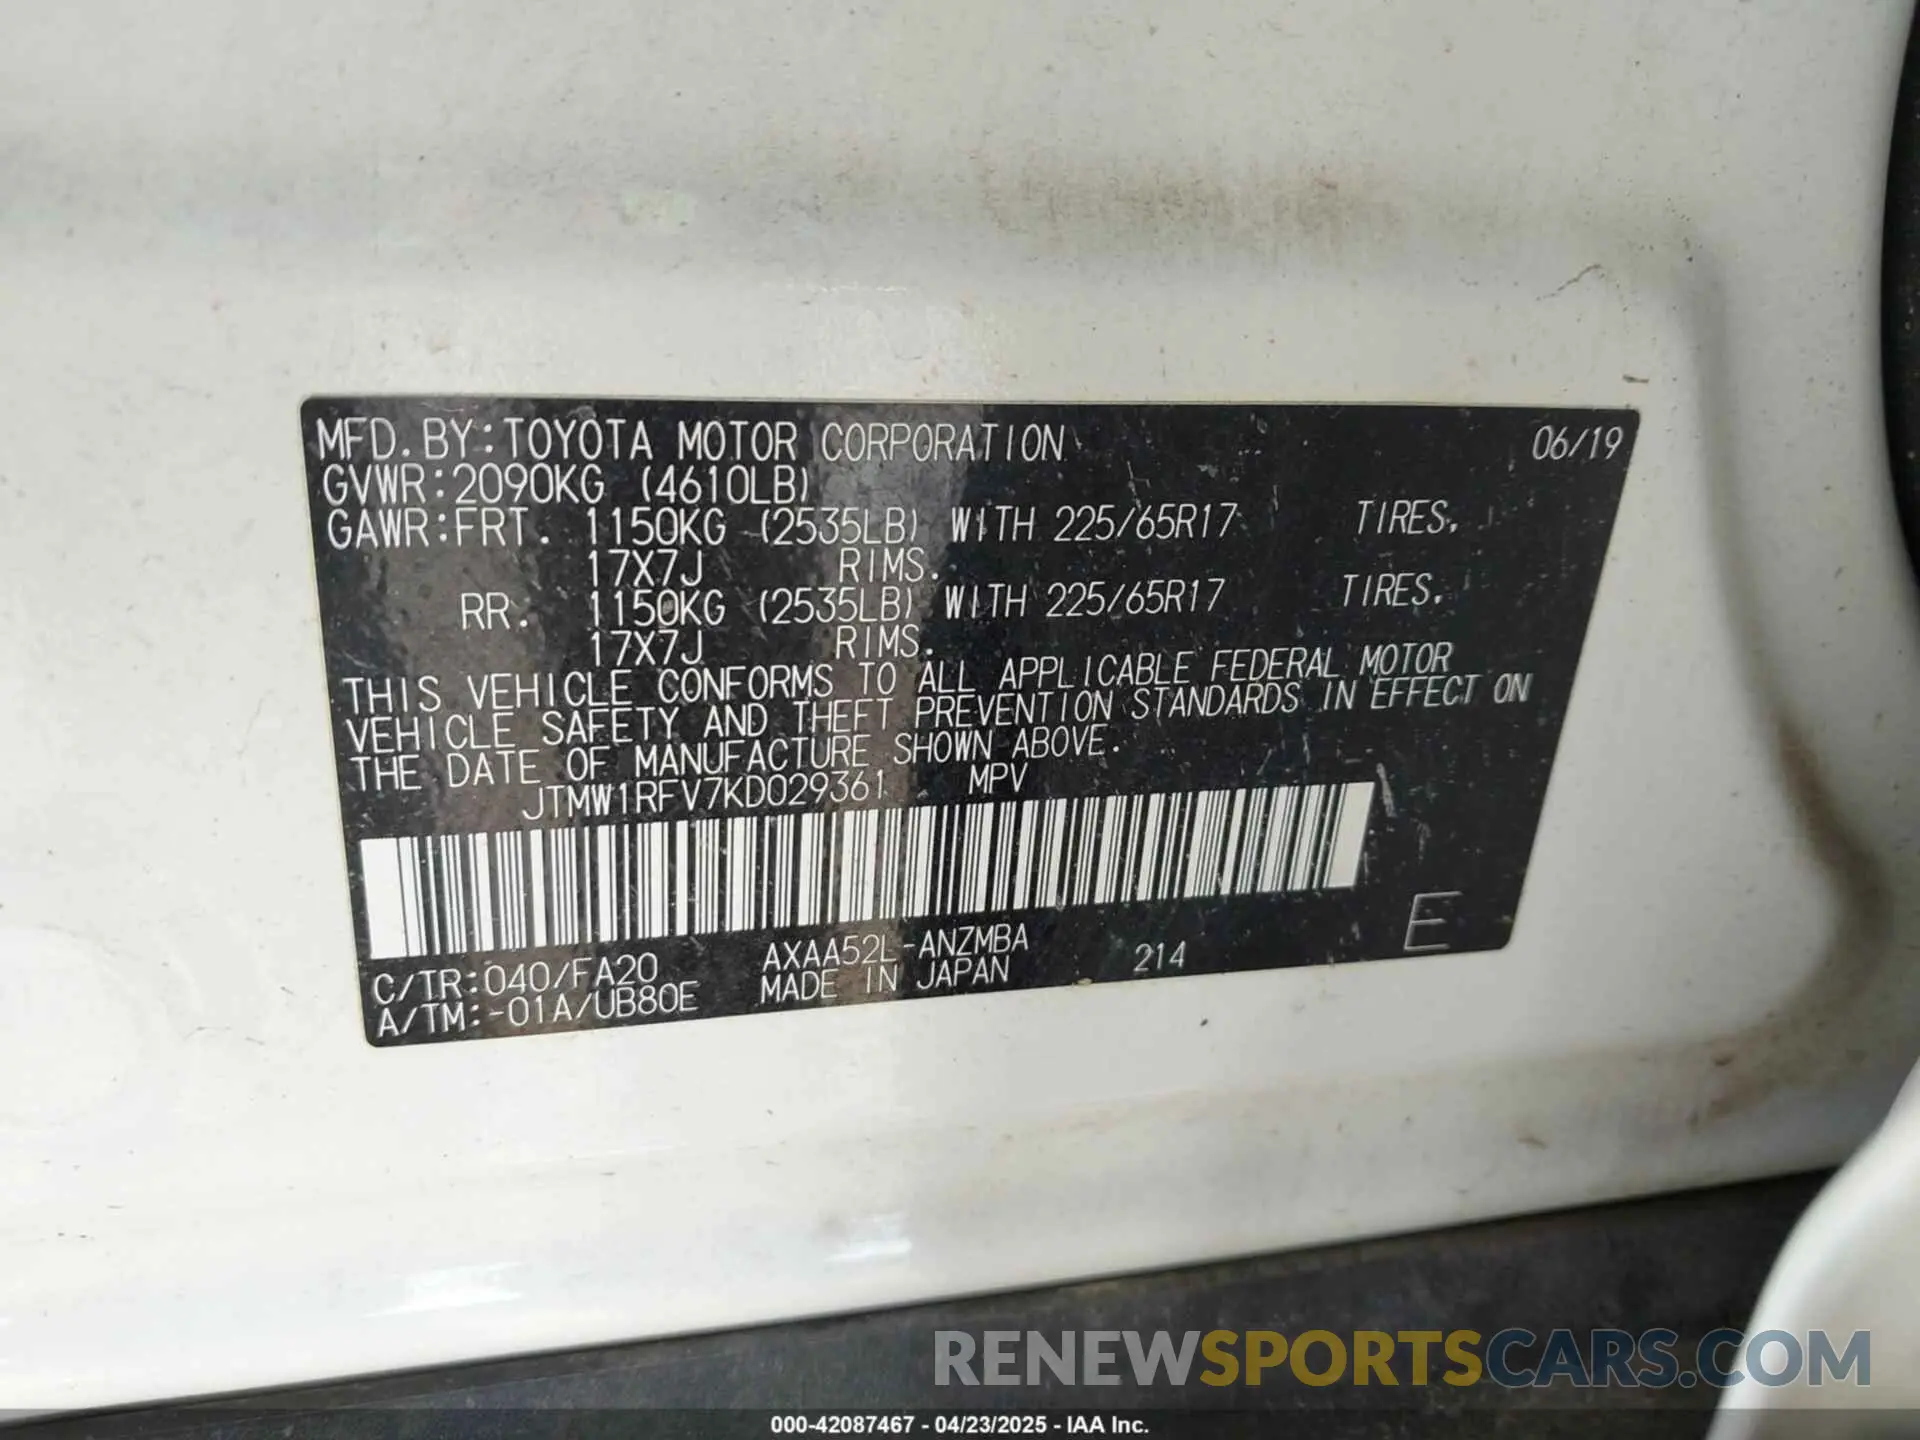 MFD. BY: TOYOTA MOTOR CORPORATION 06/19
GVWR: 2090KG (4610LB)
GAWR: FRT. 1150KG (2535LB) WITH 225/65R17 TIRES,
17X7J RIMS.
RR. 1150KG (2535LB) WITH 225/65R17 TIRES,
17X7J RIMS.
THIS VEHICLE CONFORMS TO ALL APPLICABLE FEDERAL MOTOR
VEHICLE SAFETY AND THEFT PREVENTION STANDARDS IN EFFECT ON
THE DATE OF MANUFACTURE SHOWN ABOVE.
JTMW1RFV7KD029361 MPV
E
C/TR: 040/FA20 AXAA52L-ANZMBA 214
A/TM: -01A/UB80E MADE IN JAPAN
RENEWSPORTSCARS.COM
000-42087467 - 04/23/2025 - IAA Inc.